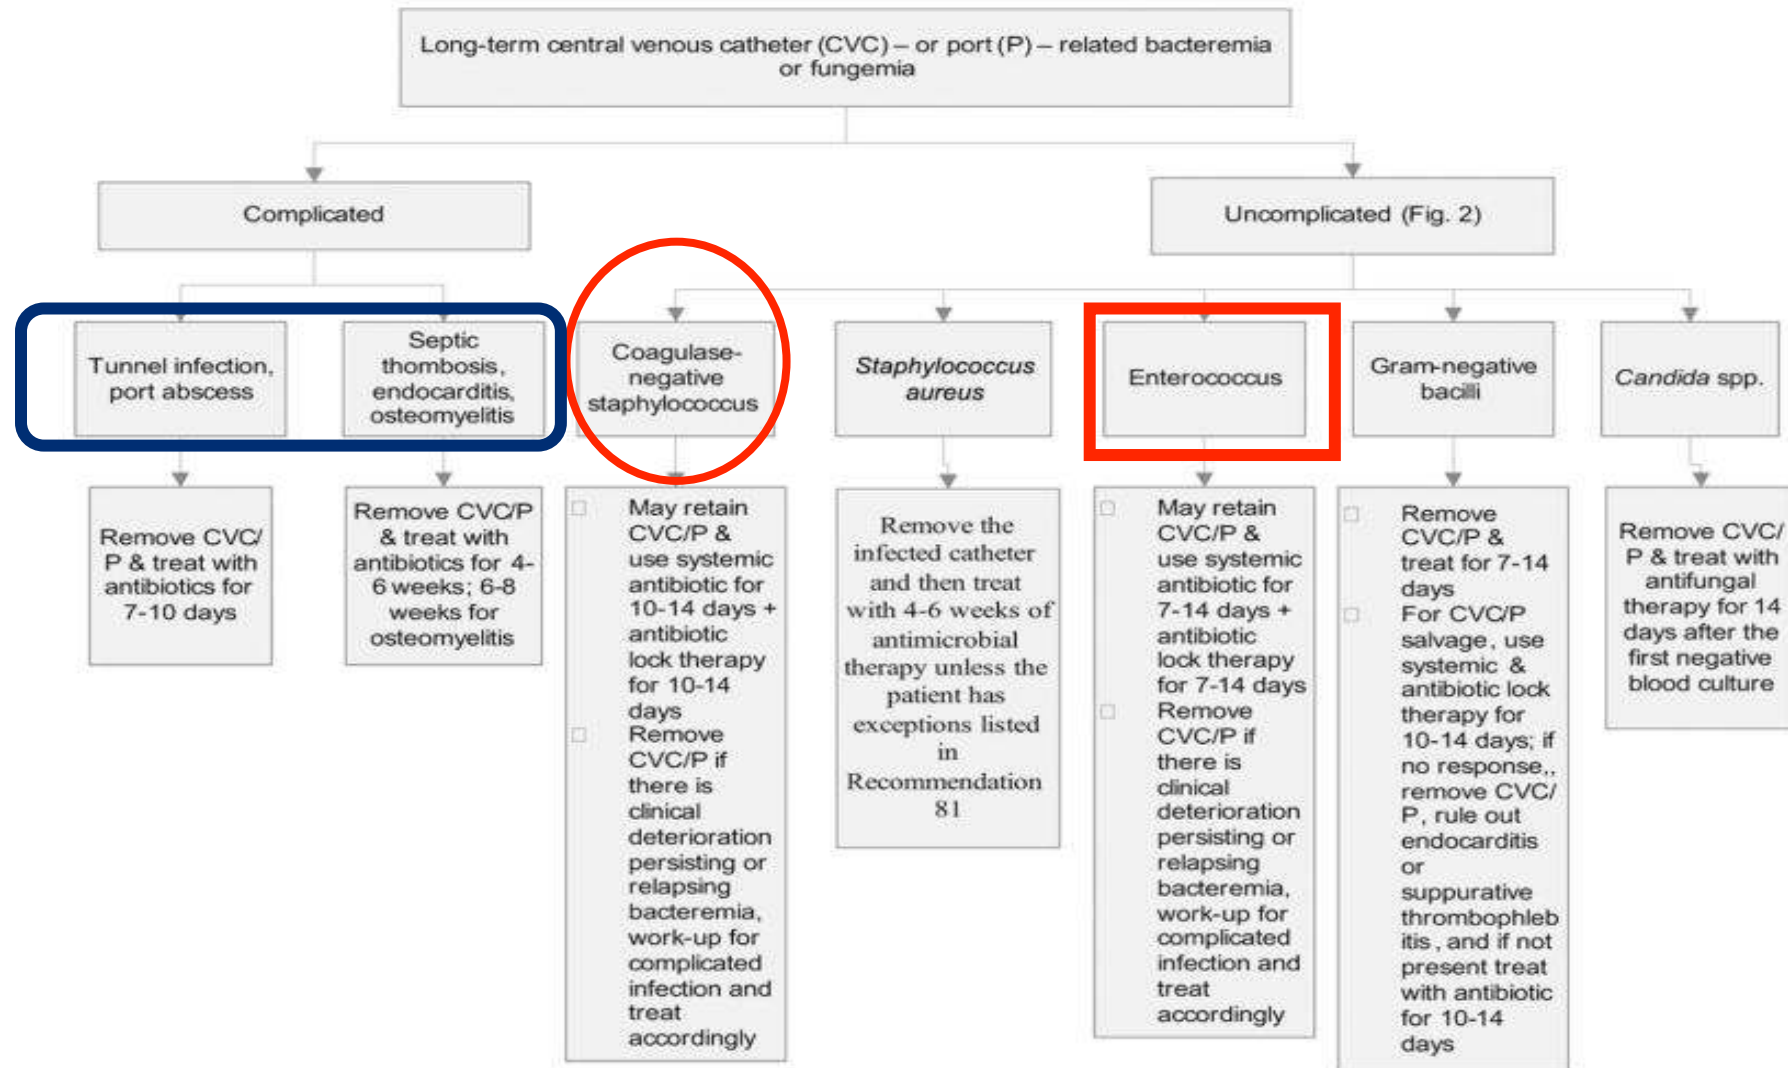 Long-term central venous catheter (CVC) – or port (P) – related bacteremia
or fungemia
Complicated
Uncomplicated (Fig. 2)
Tunnel infection,
port abscess
Septic
thombosis,
endocarditis,
osteomyelitis
Coagulase-
negative
staphylococcus
Staphylococcus
aureus
Enterococcus
Gram-negative
bacilli
Candida spp.
Remove CVC/
P & treat with
antibiotics for
7-10 days
Remove CVC/P
& treat with
antibiotics for 4-
6 weeks; 6-8
weeks for
osteomyelitis
May retain
CVC/P &
use systemic
antibiotic for
10-14 days +
antibiotic
lock therapy
for 10-14
days
Remove
CVC/P if
there is
clinical
deterioration
persisting or
relapsing
bacteremia,
work-up for
complicated
infection and
treat
accordingly
Remove the
infected catheter
and then treat
with 4-6 weeks of
antimicrobial
therapy unless the
patient has
exceptions listed
in
Recommendation
81
May retain
CVC/P &
use systemic
antibiotic for
7-14 days +
antibiotic
lock therapy
for 7-14 days
Remove
CVC/P if
there is
clinical
deterioration
persisting or
relapsing
bacteremia,
work-up for
complicated
infection and
treat
accordingly
Remove
CVC/P &
treat for 7-14
days
For CVC/P
salvage, use
systemic &
antibiotic lock
therapy for
10-14 days; if
no response,,
remove CVC/
P, rule out
endocarditis
or
suppurative
thrombophleb
itis, and if not
present treat
with antibiotic
for 10-14
days
Remove CVC/
P & treat with
antifungal
therapy for 14
days after the
first negative
blood culture